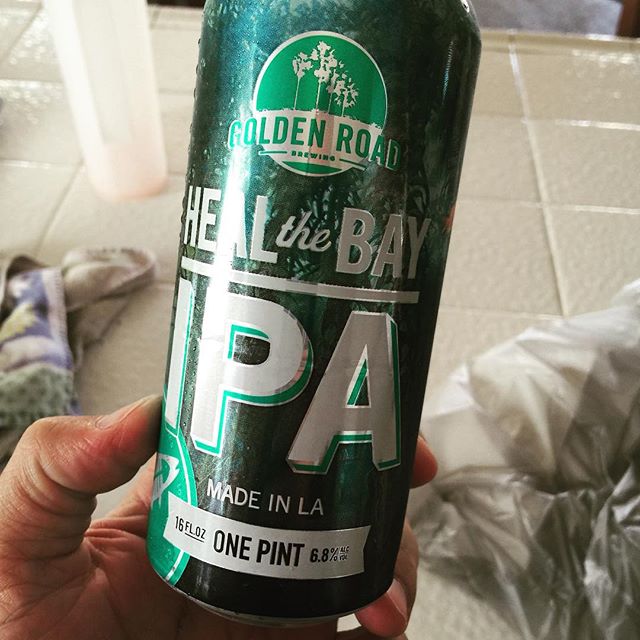 GOLDEN ROAD
BREWING
HEAL the BAY
IPA
MADE IN LA
16 FL OZ ONE PINT 6.8% ALC VOL